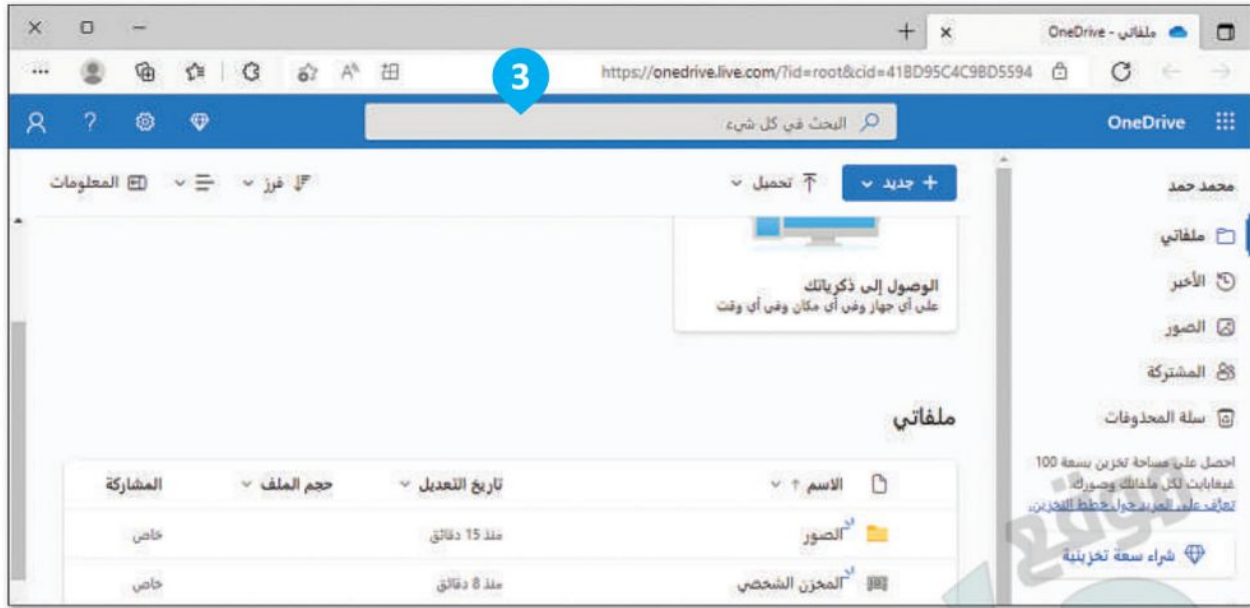 ملفاتي - OneDrive
https://onedrive.live.com/?id=root&cid=418D95C4C9BD5594
3
OneDrive
البحث في كل شيء
محمد حمد
ملفاتي
الأخير
الصور
المشتركة
سلة المحذوفات
احصل على مساحة تخزين بسعة 100
غيغابايت لكل ملفاتك وصورك.
تعرّف على المزيد حول خطط التخزين.
شراء سعة تخزينية
+ جديد
تحميل
فرز
المعلومات
الوصول إلى ذكرياتك
على أي جهاز وفي أي مكان وفي أي وقت
ملفاتي
الاسم ↑ تاريخ التعديل حجم الملف المشاركة
الصور منذ 15 دقائق خاص
المخزن الشخصي منذ 8 دقائق خاص
موقع